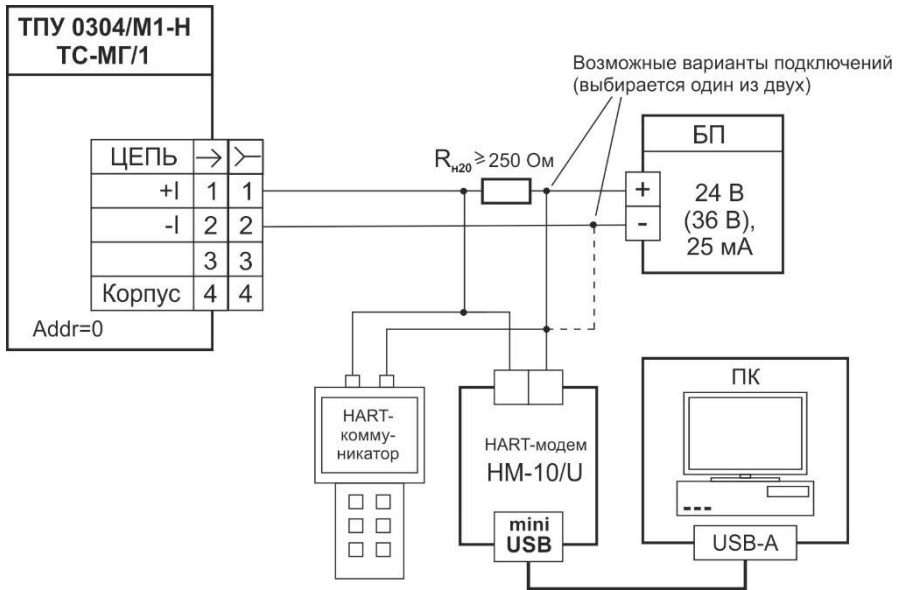 ТПУ 0304/М1-Н
ТС-МГ/1
Возможные варианты подключений
(выбирается один из двух)
БП
ЦЕПЬ
Rн20 ⩾ 250 Ом
+I 1 1
-I 2 2
3 3
Корпус 4 4
+
-
24 В
(36 В),
25 мА
Addr=0
ПК
HART-
комму-
никатор
HART-модем
НМ-10/U
mini
USB
USB-A